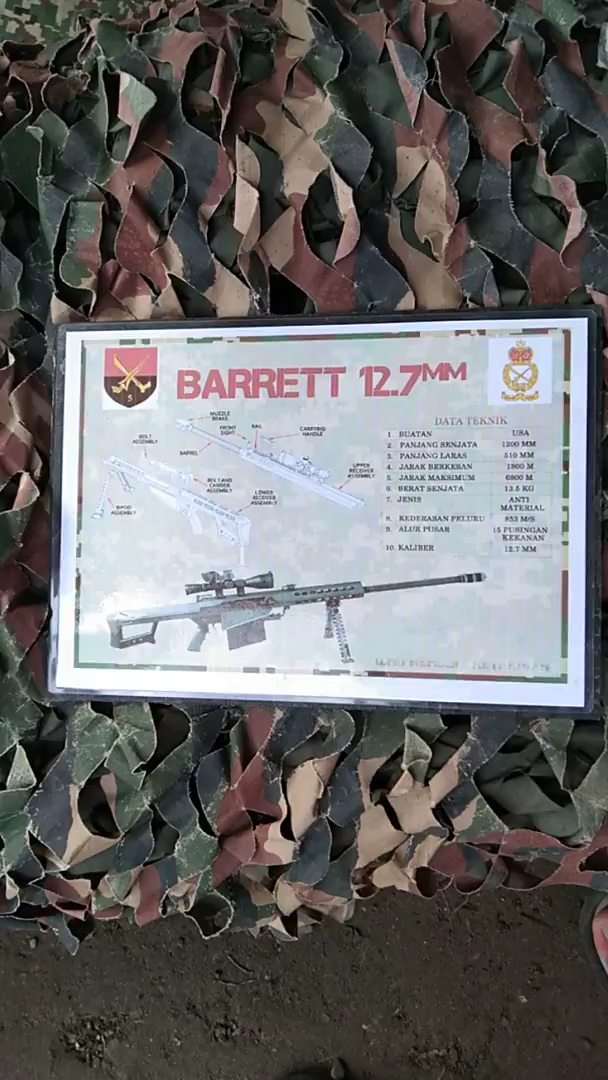 5
BARRETT 12.7MM
MUZZLE BRAKE
FRONT SIGHT
RAIL
CARRYING HANDLE
BOLT ASSEMBLY
BARREL
UPPER RECEIVER ASSEMBLY
BOLT AND CARRIER ASSEMBLY
LOWER RECEIVER ASSEMBLY
BIPOD ASSEMBLY
DATA TEKNIK
1. BUATAN USA
2. PANJANG SENJATA 1200 MM
3. PANJANG LARAS 510 MM
4. JARAK BERKESAN 1800 M
5. JARAK MAKSIMUM 6800 M
6. BERAT SENJATA 13.5 KG
7. JENIS ANTI
MATERIAL
8. KEDERASAN PELURU 853 M/S
9. ALUR PUSAR 15 PUSINGAN
KEKANAN
10. KALIBER 12.7 MM